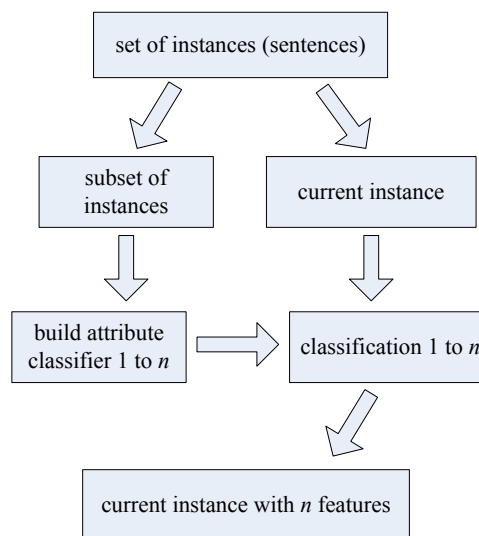 set of instances (sentences)
subset of
instances
current instance
build attribute
classifier 1 to n
classification 1 to n
current instance with n features